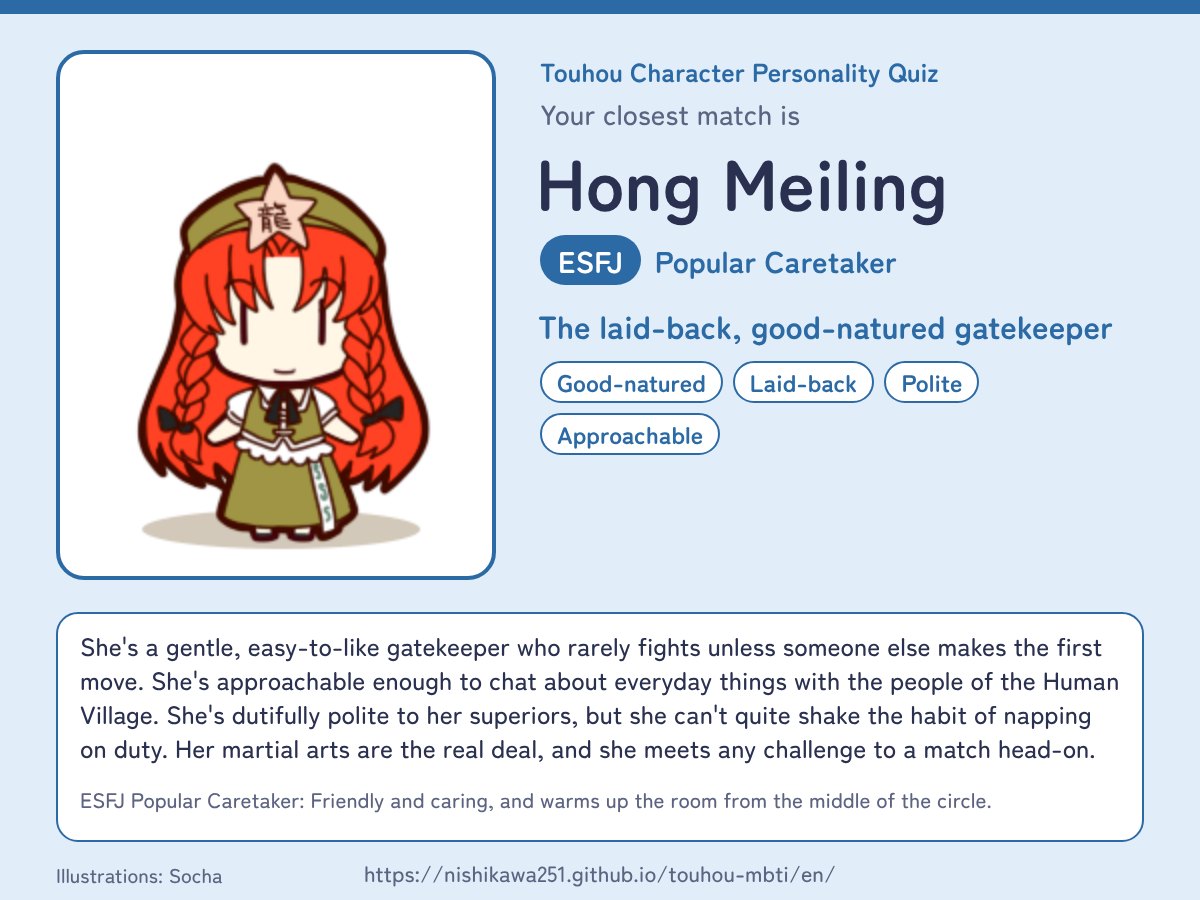 龍
Touhou Character Personality Quiz
Your closest match is
Hong Meiling
ESFJ Popular Caretaker
The laid-back, good-natured gatekeeper
Good-natured Laid-back Polite
Approachable
She's a gentle, easy-to-like gatekeeper who rarely fights unless someone else makes the first
move. She's approachable enough to chat about everyday things with the people of the Human
Village. She's dutifully polite to her superiors, but she can't quite shake the habit of napping
on duty. Her martial arts are the real deal, and she meets any challenge to a match head-on.
ESFJ Popular Caretaker: Friendly and caring, and warms up the room from the middle of the circle.
Illustrations: Socha https://nishikawa251.github.io/touhou-mbti/en/